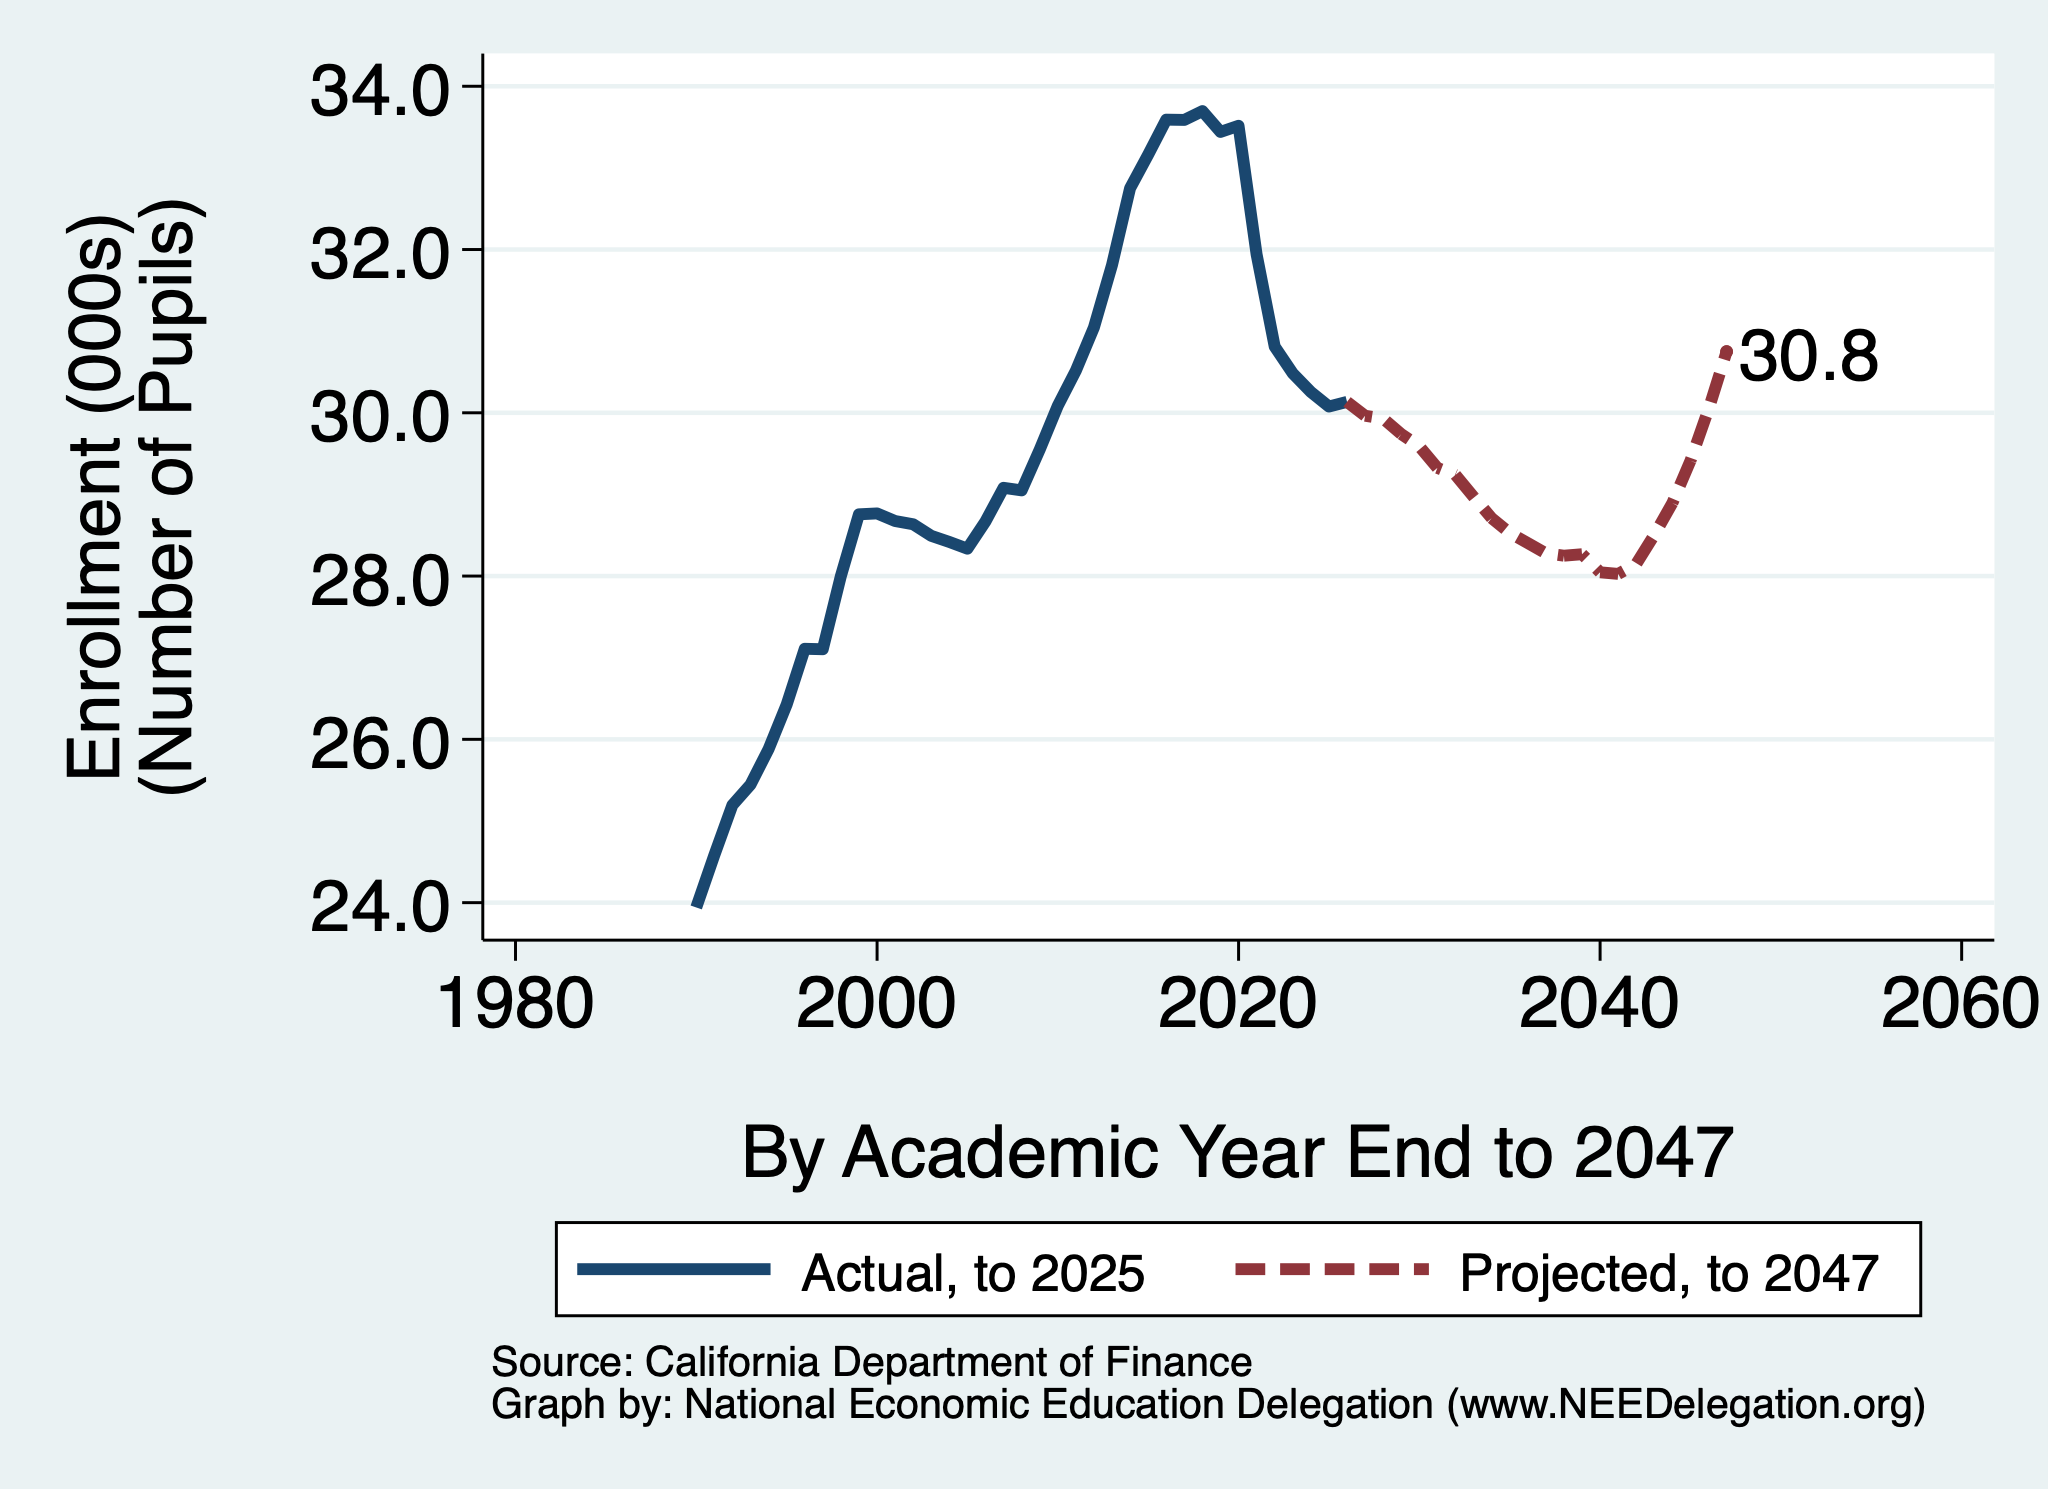 Enrollment (000s)
(Number of Pupils)
34.0
32.0
30.0
28.0
26.0
24.0
30.8
1980 2000 2020 2040 2060
By Academic Year End to 2047
Actual, to 2025 Projected, to 2047
Source: California Department of Finance
Graph by: National Economic Education Delegation (www.NEEDelegation.org)